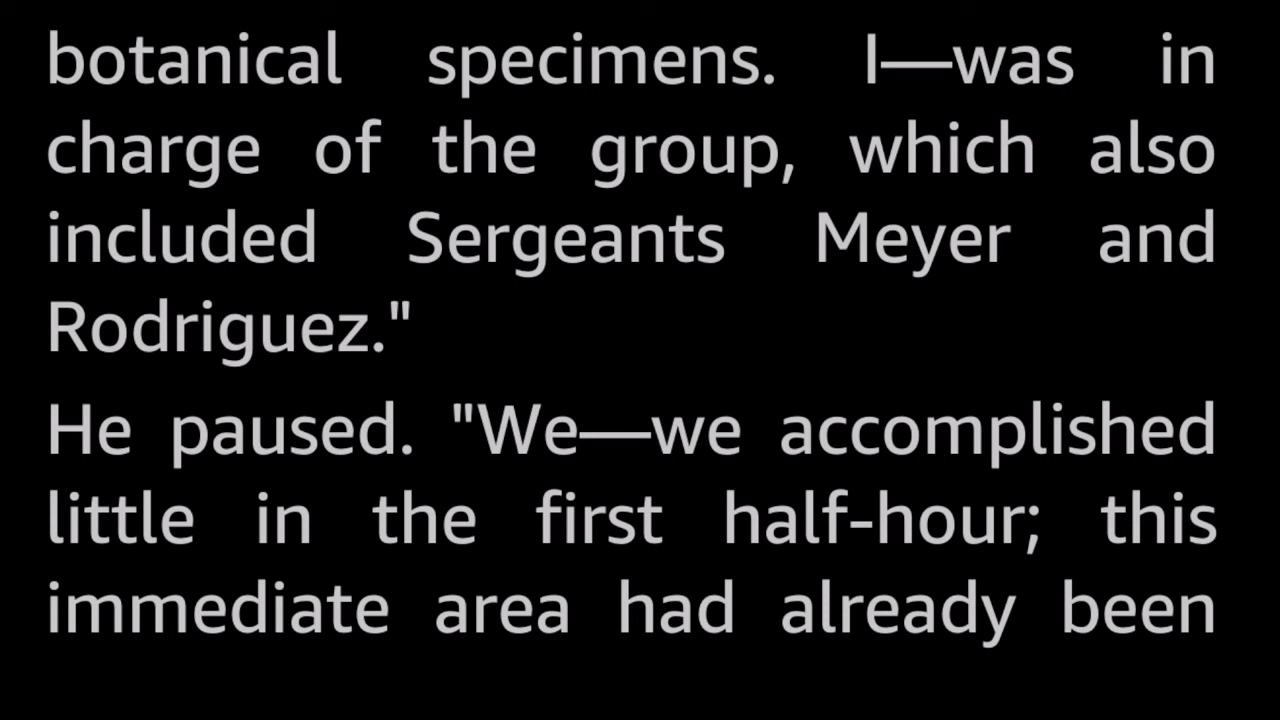 botanical specimens. I—was in
charge of the group, which also
included Sergeants Meyer and
Rodriguez."
He paused. "We—we accomplished
little in the first half-hour; this
immediate area had already been